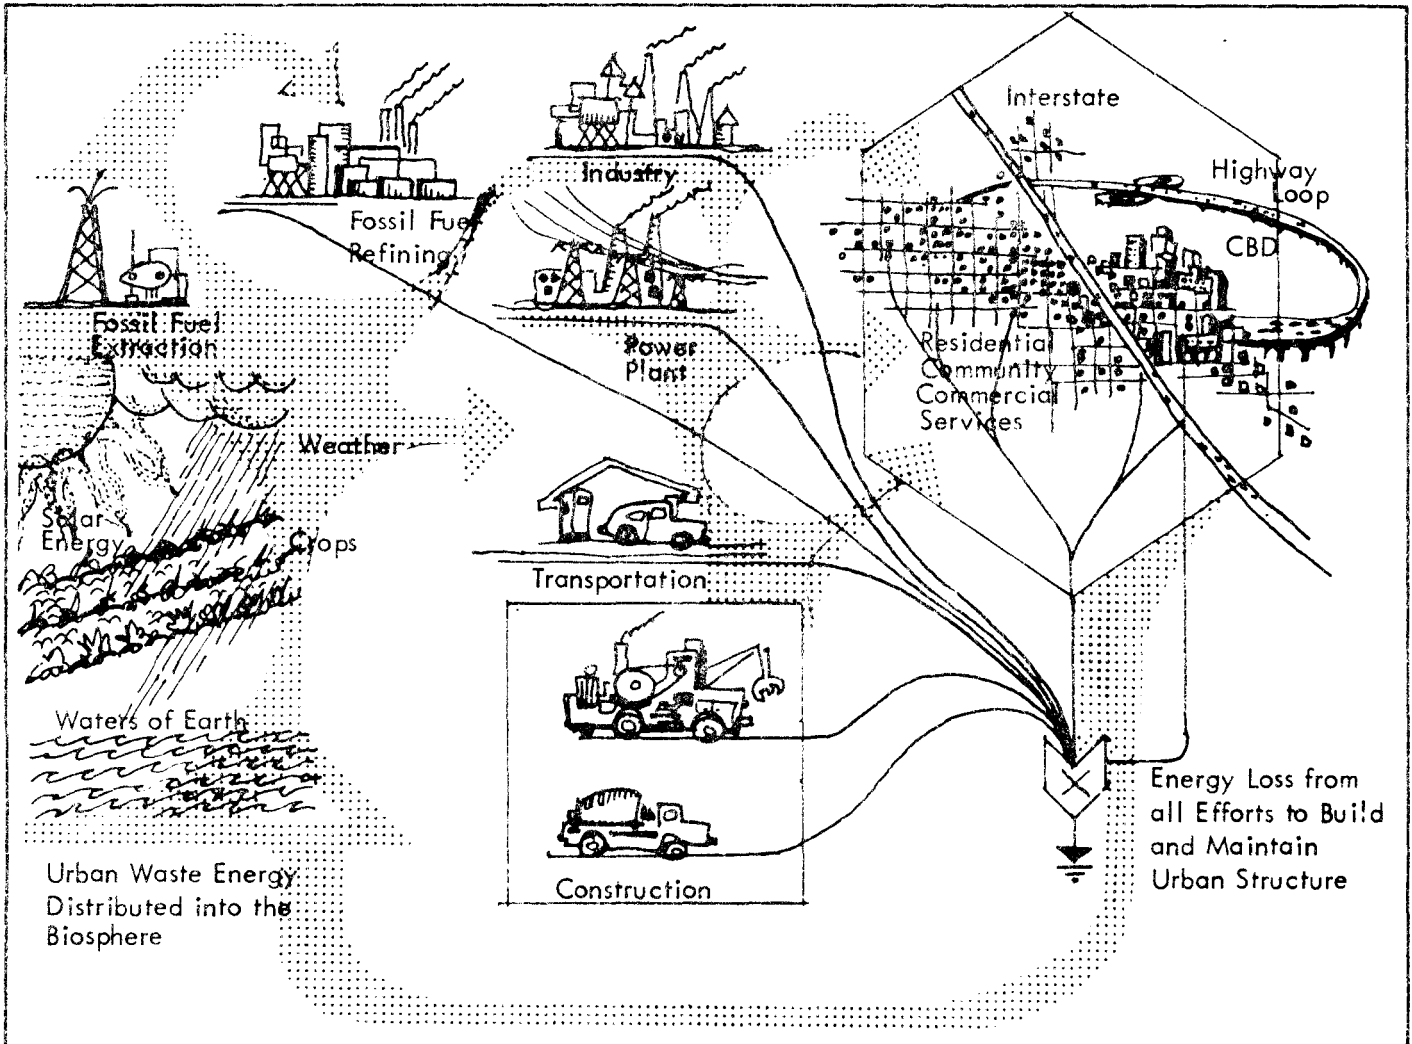 Interstate
Highway
Loop
CBD
Industry
Fossil Fuel
Refining
Fossil Fuel
Extraction
Power
Plant
Residential
Community
Commercial
Services
Weather
Solar
Energy
Crops
Transportation
Waters of Earth
Energy Loss from
all Efforts to Build
and Maintain
Urban Structure
Construction
Urban Waste Energy
Distributed into the
Biosphere